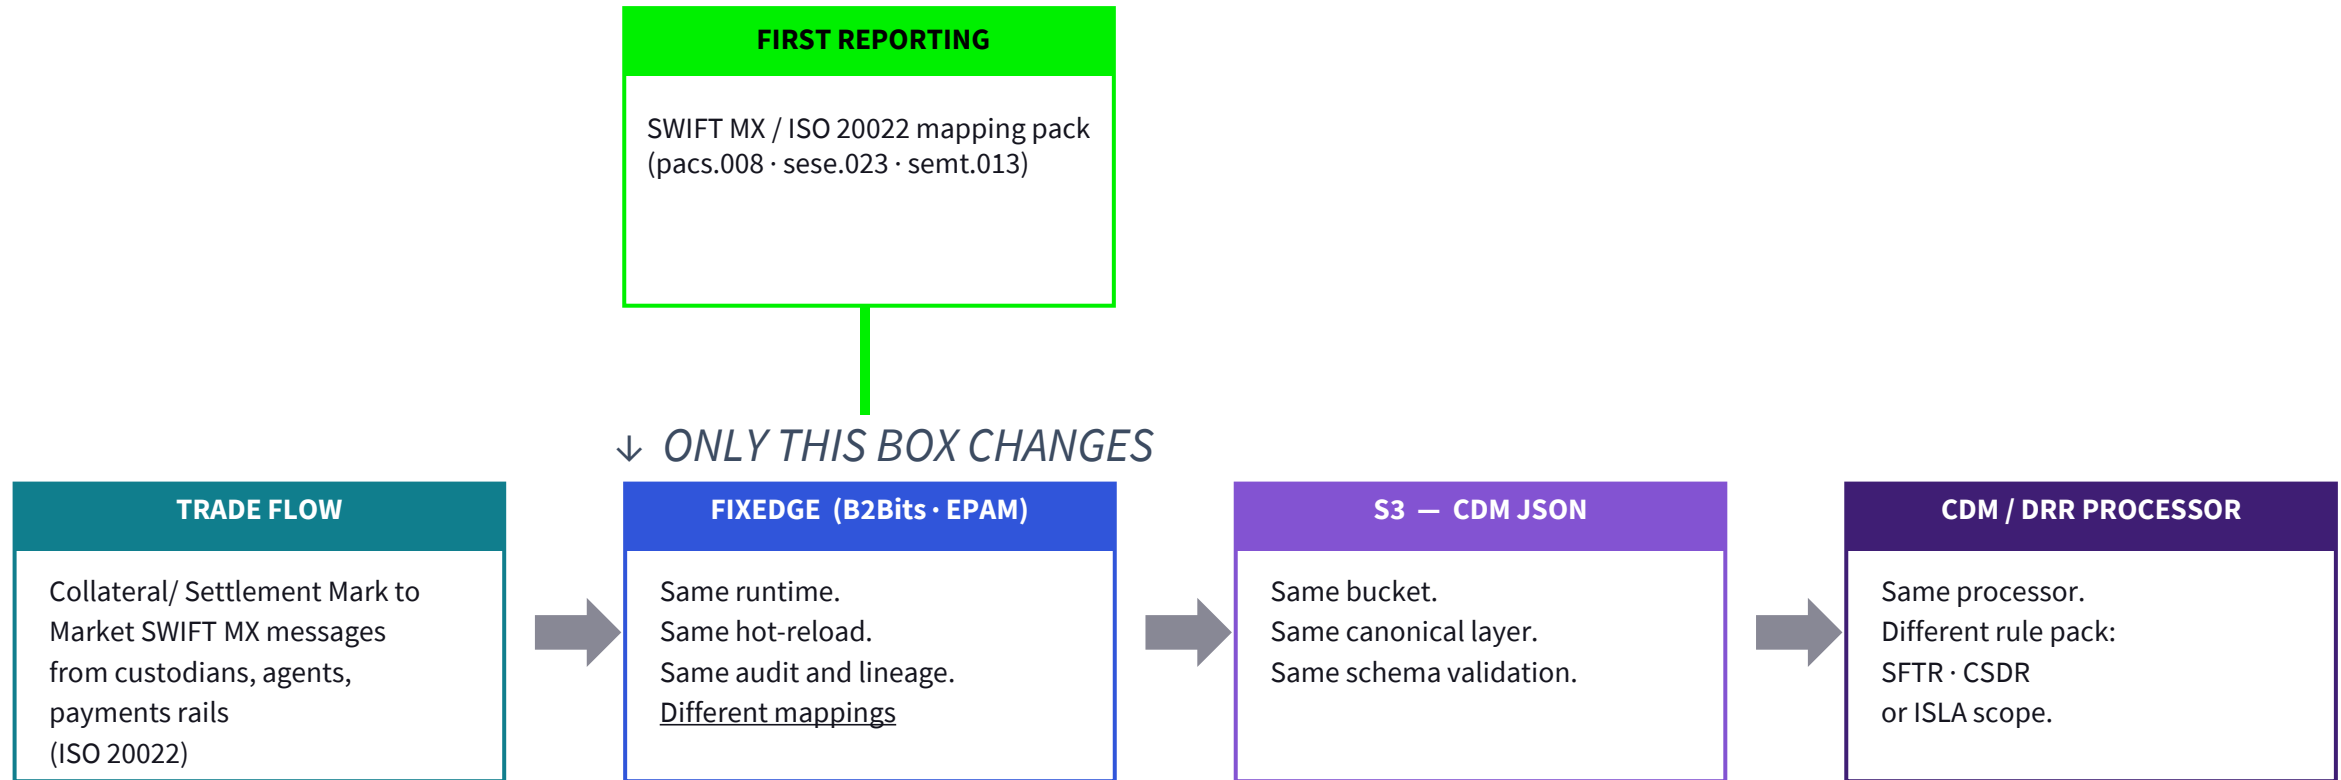 FIRST REPORTING
SWIFT MX / ISO 20022 mapping pack
(pacs.008 · sese.023 · semt.013)
↓ ONLY THIS BOX CHANGES
TRADE FLOW
Collateral/ Settlement Mark to
Market SWIFT MX messages
from custodians, agents,
payments rails
(ISO 20022)
FIXEDGE (B2Bits · EPAM)
Same runtime.
Same hot-reload.
Same audit and lineage.
Different mappings
S3 — CDM JSON
Same bucket.
Same canonical layer.
Same schema validation.
CDM / DRR PROCESSOR
Same processor.
Different rule pack:
SFTR · CSDR
or ISLA scope.